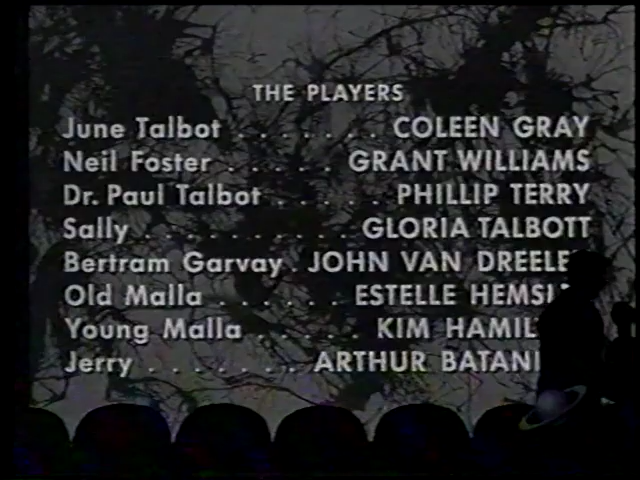 THE PLAYERS
June Talbot . . . . . . . COLEEN GRAY
Neil Foster . . . . . GRANT WILLIAMS
Dr. Paul Talbot . . . . . PHILLIP TERRY
Sally . . . . . . . . . . GLORIA TALBOTT
Bertram Garvay . JOHN VAN
Old Malla . . . . . . ESTELLE
Young Malla . . . . . KIM
Jerry . . . . . . . ARTHUR